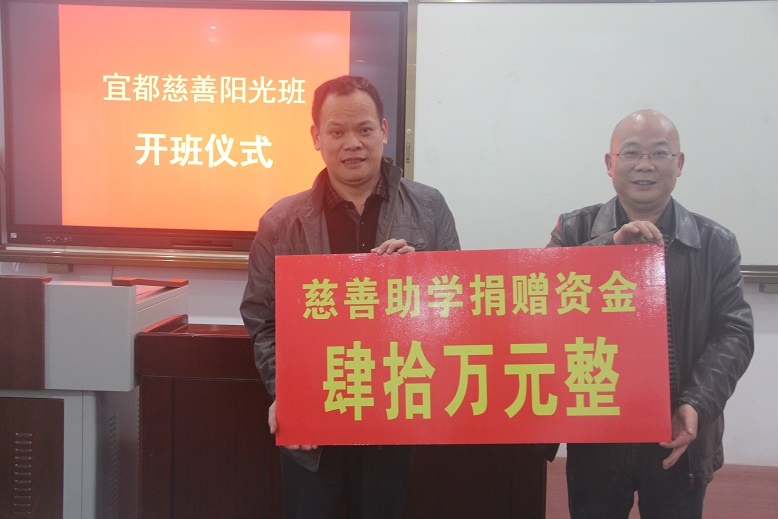 宜都慈善阳光班
开班仪式
慈善助学捐赠资金
肆拾万元整